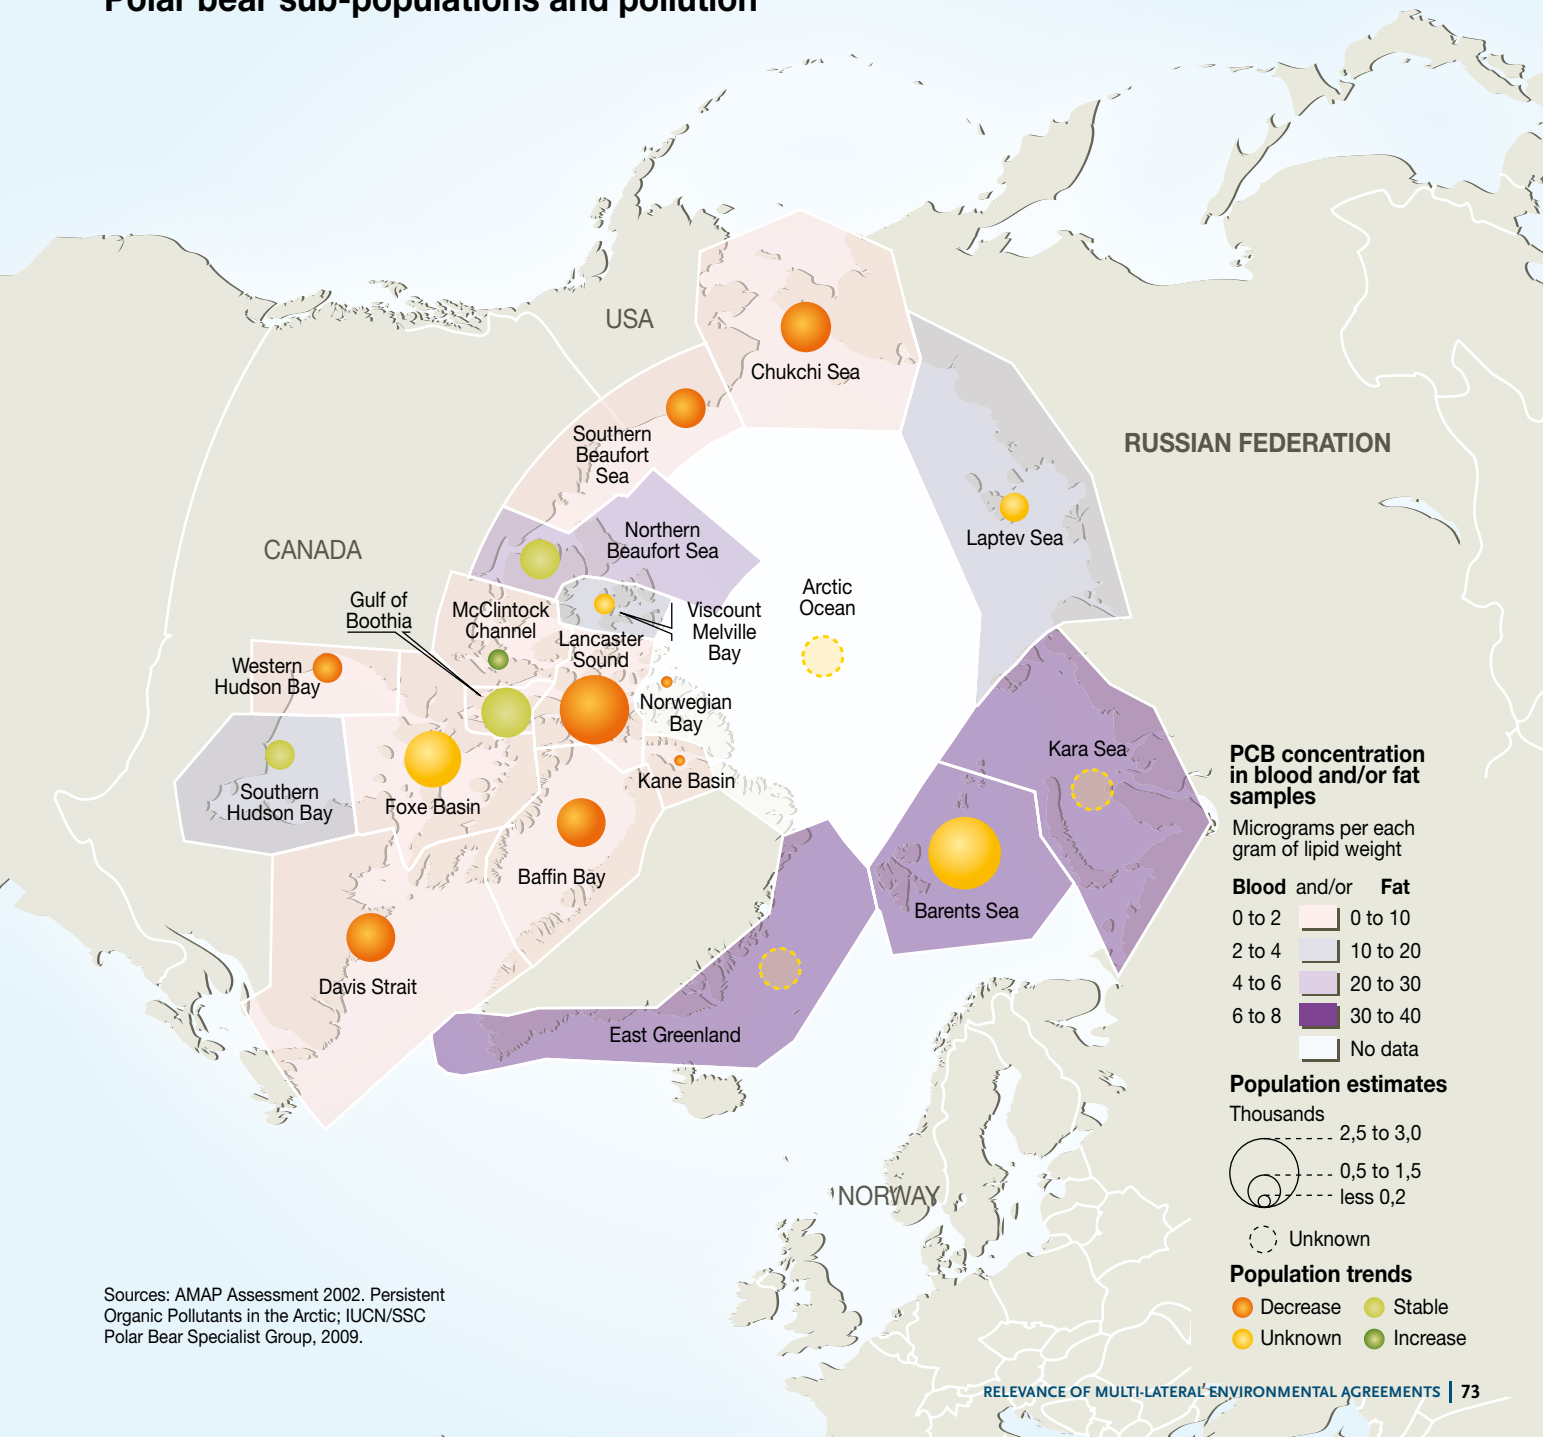 Polar bear sub-populations and pollution
USA
Chukchi Sea
RUSSIAN FEDERATION
Southern
Beaufort
Sea
Laptev Sea
Northern
Beaufort Sea
CANADA
Arctic
Ocean
Gulf of
Boothia
McClintock
Channel
Viscount
Melville
Bay
Lancaster
Sound
Western
Hudson Bay
Norwegian
Bay
Kara Sea
Kane Basin
Southern
Hudson Bay
Foxe Basin
Baffin Bay
Barents Sea
Davis Strait
East Greenland
NORWAY
PCB concentration
in blood and/or fat
samples
Micrograms per each
gram of lipid weight
Blood and/or Fat
0 to 2 0 to 10
2 to 4 10 to 20
4 to 6 20 to 30
6 to 8 30 to 40
No data
Population estimates
Thousands
2,5 to 3,0
0,5 to 1,5
less 0,2
Unknown
Population trends
Decrease Stable
Unknown Increase
Sources: AMAP Assessment 2002. Persistent
Organic Pollutants in the Arctic; IUCN/SSC
Polar Bear Specialist Group, 2009.
RELEVANCE OF MULTI-LATERAL ENVIRONMENTAL AGREEMENTS | 73